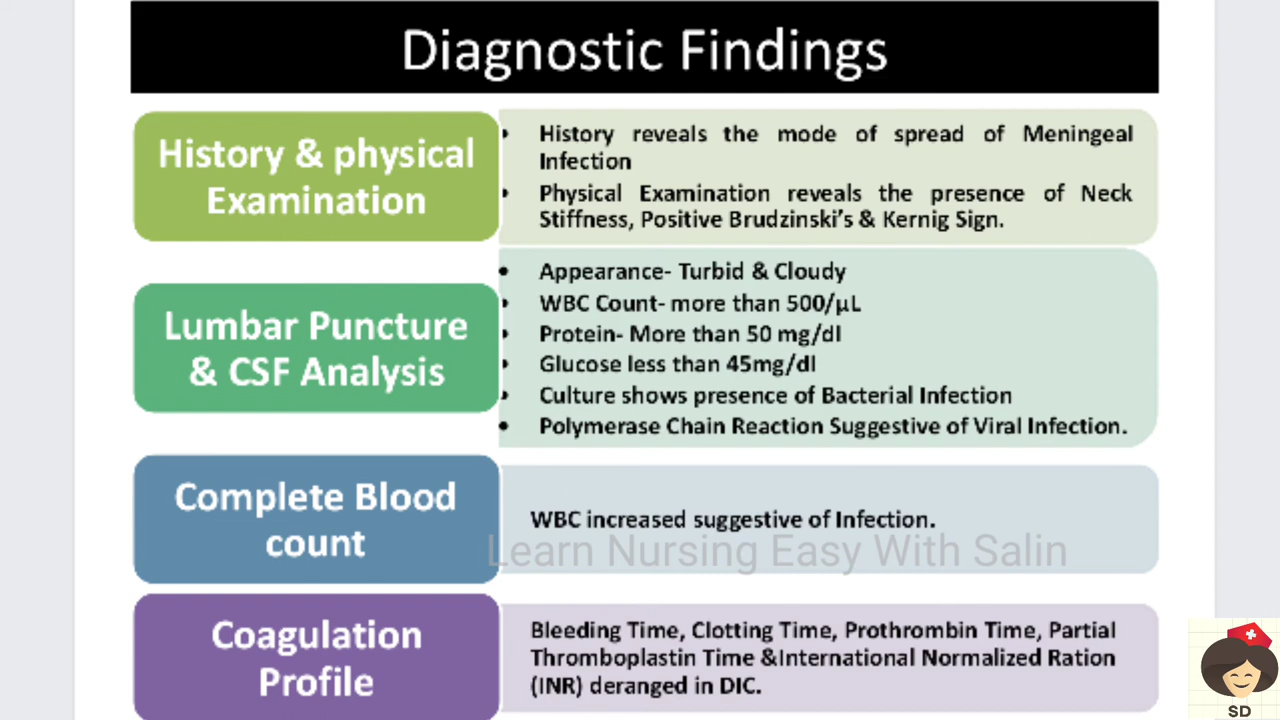 Diagnostic Findings
History & physical
Examination
• History reveals the mode of spread of Meningeal
Infection
• Physical Examination reveals the presence of Neck
Stiffness, Positive Brudzinski's & Kernig Sign.
Lumbar Puncture
& CSF Analysis
• Appearance- Turbid & Cloudy
• WBC Count- more than 500/µL
• Protein- More than 50 mg/dl
• Glucose less than 45mg/dl
• Culture shows presence of Bacterial Infection
• Polymerase Chain Reaction Suggestive of Viral Infection.
Complete Blood
count
WBC increased suggestive of Infection.
Learn Nursing Easy With Salin
Coagulation
Profile
Bleeding Time, Clotting Time, Prothrombin Time, Partial
Thromboplastin Time &International Normalized Ration
(INR) deranged in DIC.
SD